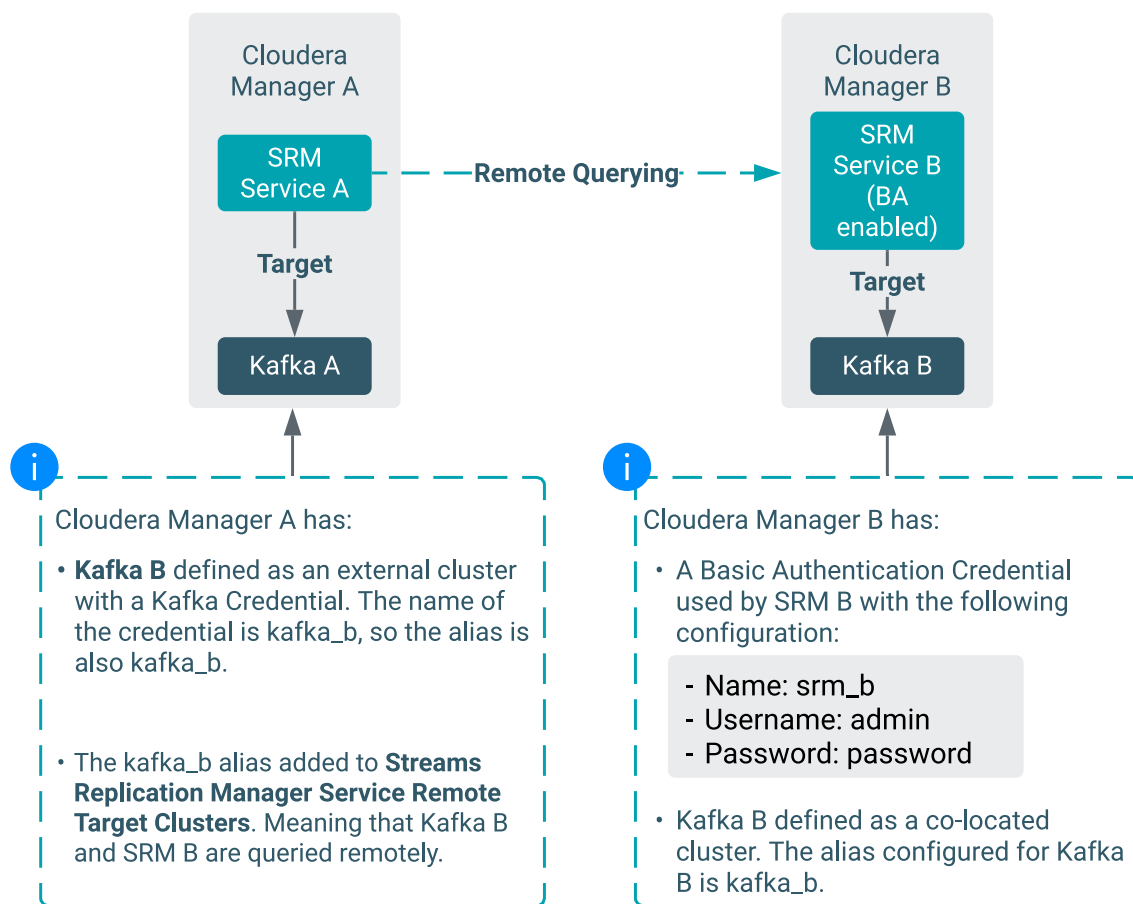 Cloudera
Manager A
SRM
Service A
Target
Kafka A
Remote Querying
Cloudera
Manager B
SRM
Service B
(BA
enabled)
Target
Kafka B
i
Cloudera Manager A has:
• Kafka B defined as an external cluster
with a Kafka Credential. The name of
the credential is kafka_b, so the alias is
also kafka_b.
• The kafka_b alias added to Streams
Replication Manager Service Remote
Target Clusters. Meaning that Kafka B
and SRM B are queried remotely.
i
Cloudera Manager B has:
• A Basic Authentication Credential
used by SRM B with the following
configuration:
- Name: srm_b
- Username: admin
- Password: password
• Kafka B defined as a co-located
cluster. The alias configured for Kafka
B is kafka_b.